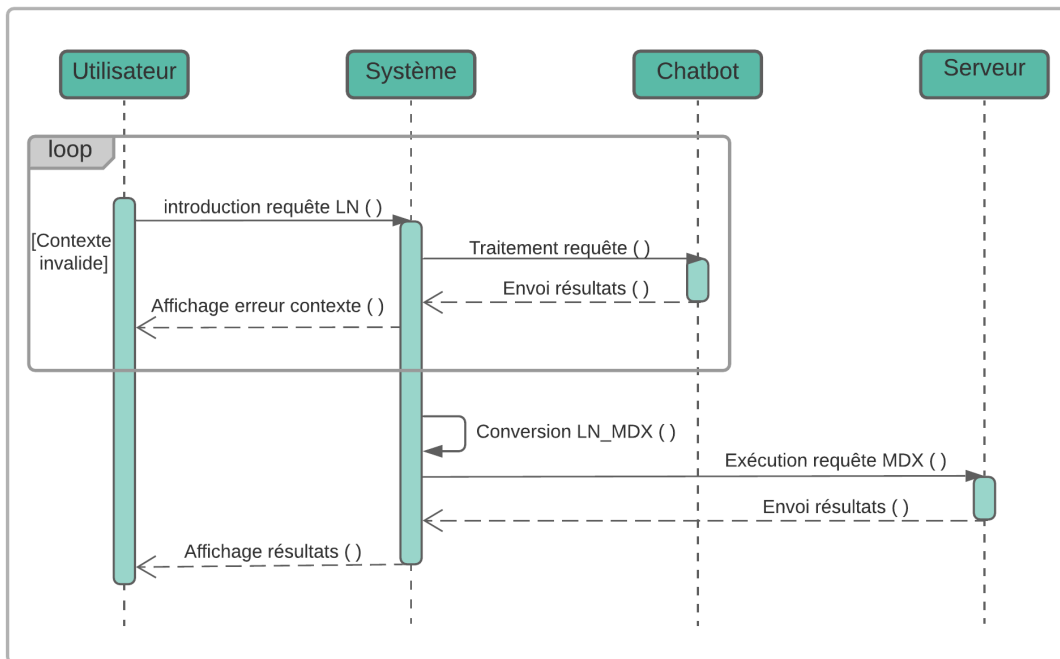 Utilisateur
Système
Chatbot
Serveur
loop
introduction requête LN ( )
[Contexte
invalide]
Traitement requête ( )
Envoi résultats ( )
Affichage erreur contexte ( )
Conversion LN_MDX ( )
Exécution requête MDX ( )
Envoi résultats ( )
Affichage résultats ( )